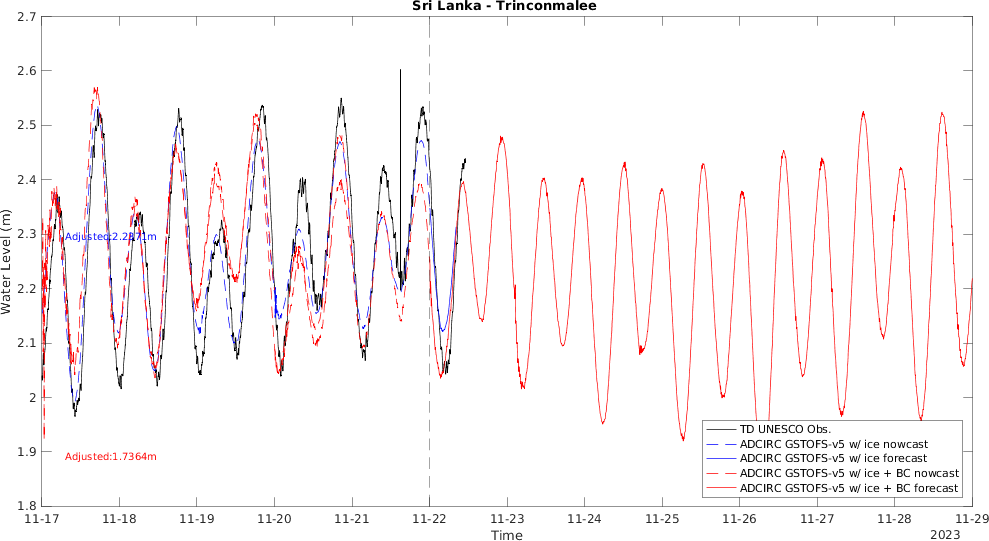 Sri Lanka - Trinconmalee
2.7
2.6
2.5
2.4
2.3
2.2
2.1
2
1.9
1.8
Water Level (m)
Adjusted:2.2371m
Adjusted:1.7364m
TD UNESCO Obs.
ADCIRC GSTOFS-v5 w/ ice nowcast
ADCIRC GSTOFS-v5 w/ ice forecast
ADCIRC GSTOFS-v5 w/ ice + BC nowcast
ADCIRC GSTOFS-v5 w/ ice + BC forecast
11-17 11-18 11-19 11-20 11-21 11-22 11-23 11-24 11-25 11-26 11-27 11-28 11-29
Time
2023